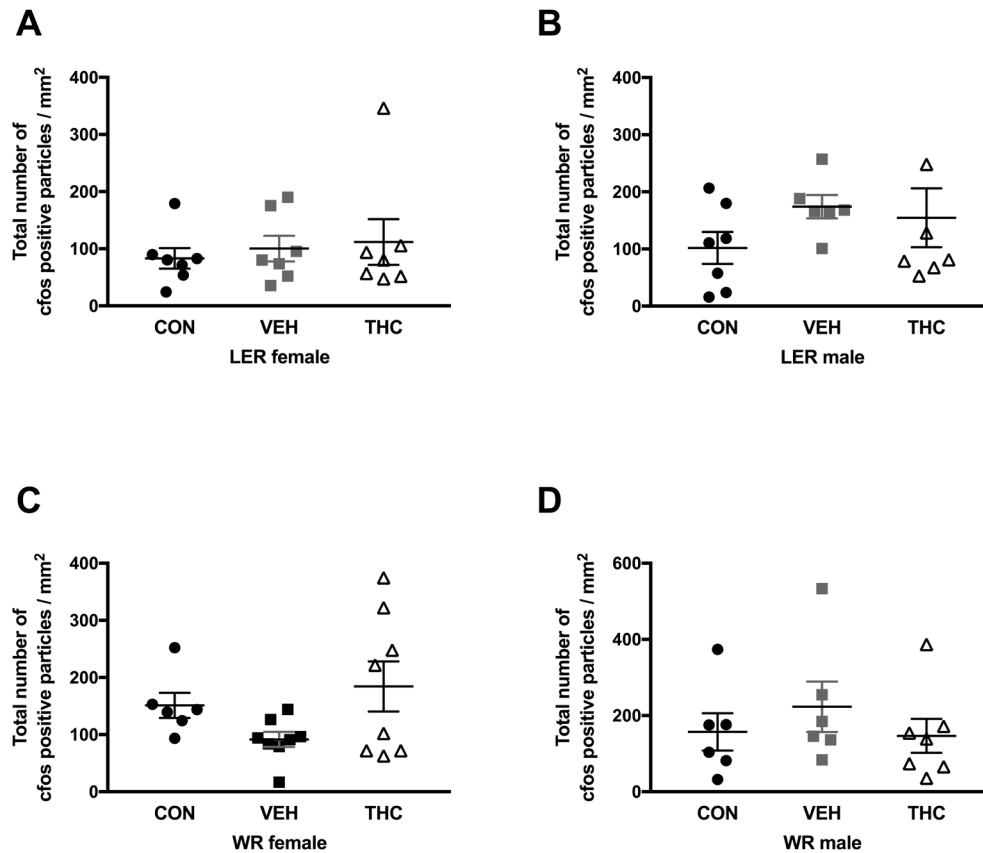 A
Total number of
cfos positive particles / mm²
400
300
200
100
0
CON VEH THC
LER female
B
Total number of
cfos positive particles / mm²
400
300
200
100
0
CON VEH THC
LER male
C
Total number of
cfos positive particles / mm²
400
300
200
100
0
CON VEH THC
WR female
D
Total number of
cfos positive particles / mm²
600
400
200
0
CON VEH THC
WR male